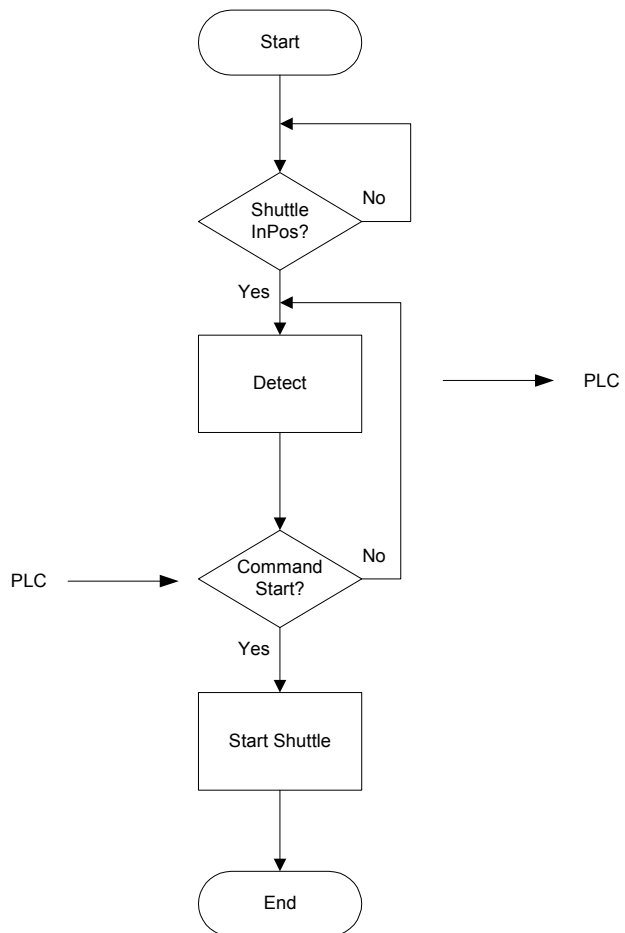 Start
No
Shuttle
InPos?
Yes
Detect
PLC
No
Command
Start?
PLC
Yes
Start Shuttle
End